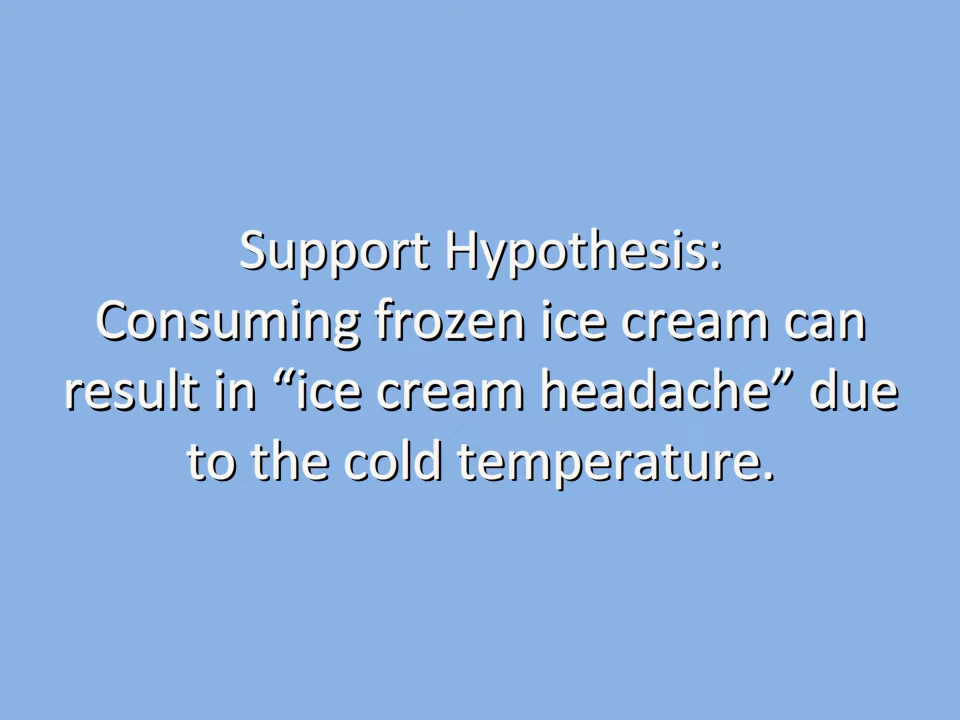 Support Hypothesis:
Consuming frozen ice cream can
result in “ice cream headache” due
to the cold temperature.